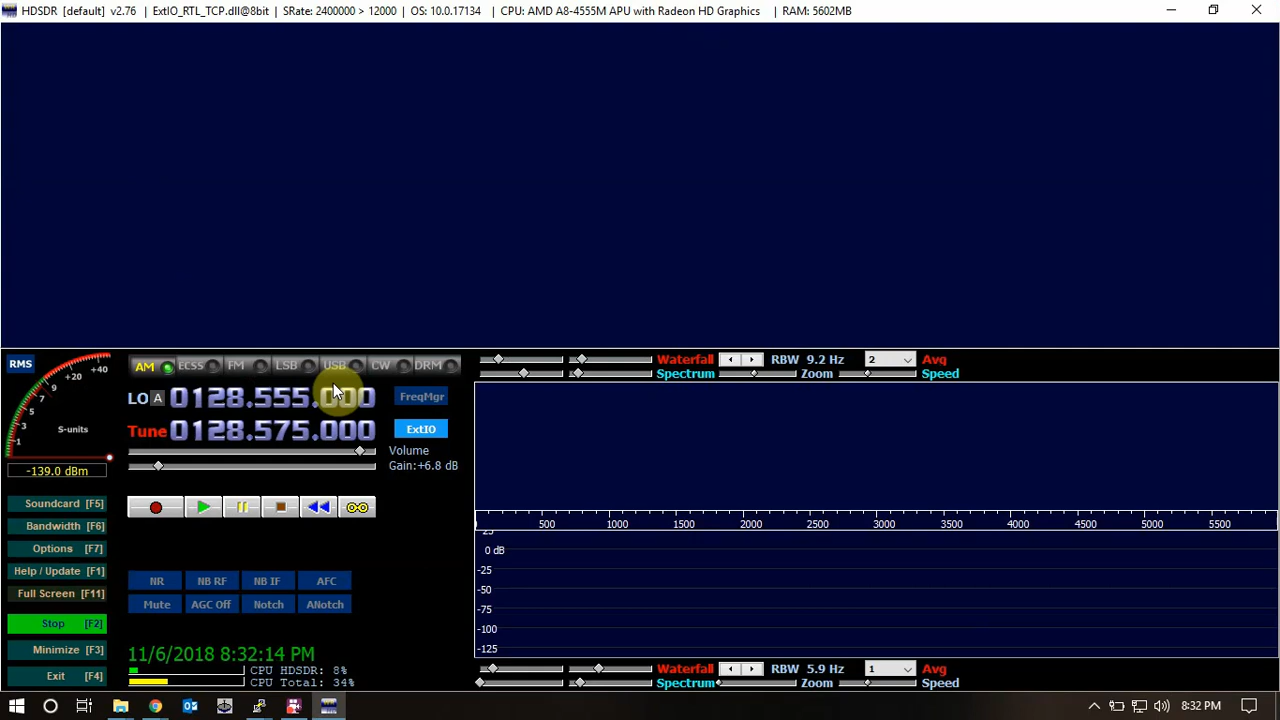 HDSDR [default] v2.76 | ExtIO_RTL_TCP.dll@8bit | SRate: 2400000 > 12000 | OS: 10.0.17134 | CPU: AMD A8-4555M APU with Radeon HD Graphics | RAM: 5602MB
RMS
+40
+20
9
7
5
3
1
S-units
-139.0 dBm
AM ECSS FM LSB USB CW DRM
LO A 0128.555.000 FreqMgr
Tune 0128.575.000 ExtIO
Volume
Gain:+6.8 dB
Waterfall RBW 9.2 Hz 2 Avg
Spectrum Zoom Speed
Soundcard [F5]
Bandwidth [F6]
Options [F7]
Help / Update [F1]
Full Screen [F11]
Stop [F2]
Minimize [F3]
Exit [F4]
NR NB RF NB IF AFC
Mute AGC Off Notch ANotch
11/6/2018 8:32:14 PM
CPU HDSDR: 8%
CPU Total: 34%
500 1000 1500 2000 2500 3000 3500 4000 4500 5000 5500
25
0 dB
-25
-50
-75
-100
-125
Waterfall RBW 5.9 Hz 1 Avg
Spectrum Zoom Speed
8:32 PM